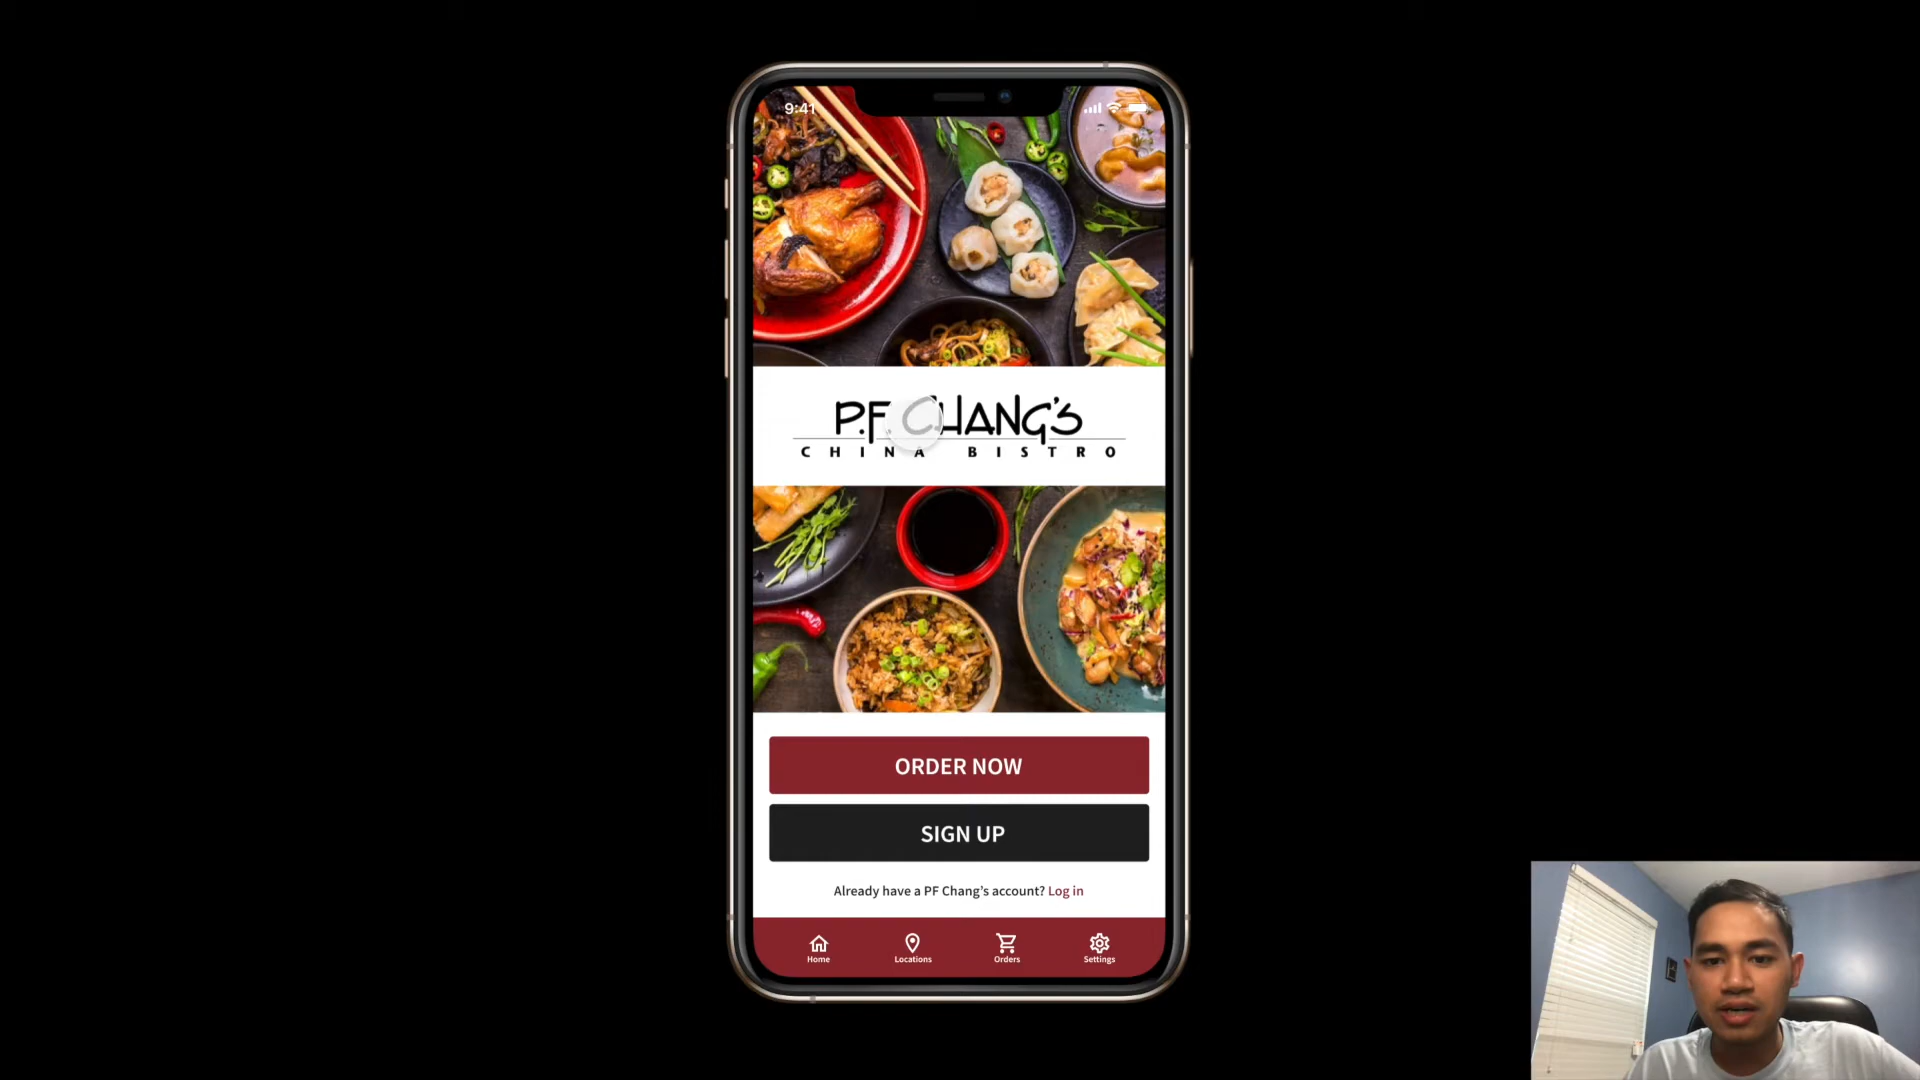 9:41
P.F. CHANG'S
CHINA BISTRO
ORDER NOW
SIGN UP
Already have a PF Chang’s account? Log in
Home
Locations
Orders
Settings